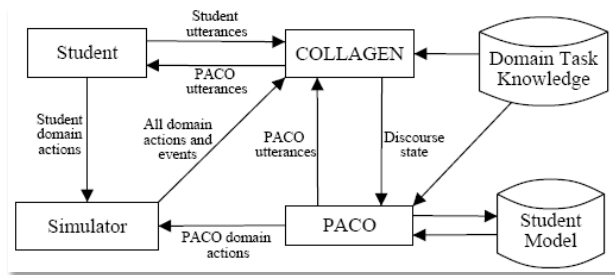 Student
utterances
Student
COLLAGEN
Domain Task
Knowledge
PACO
utterances
Student
domain
actions
All domain
actions and
events
PACO
utterances
Discourse
state
Simulator
PACO
Student
Model
PACO domain
actions